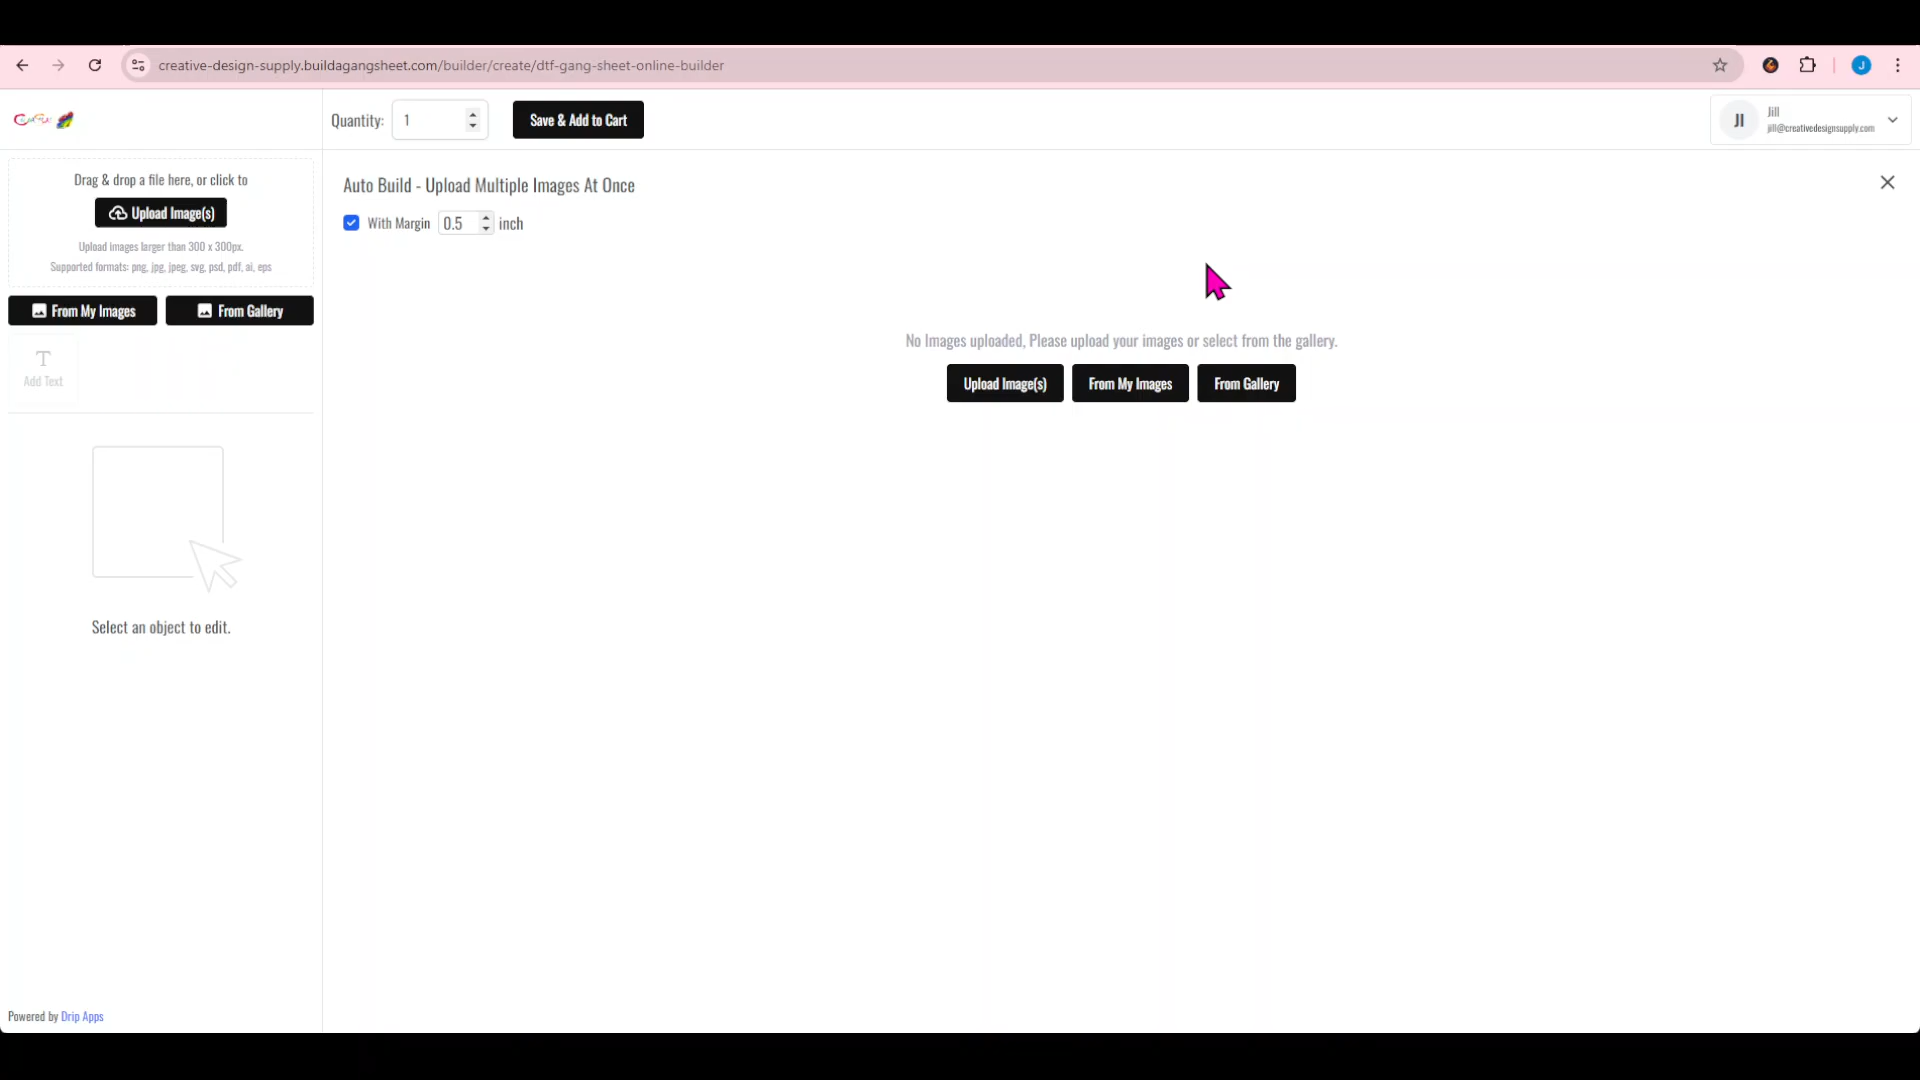 creative-design-supply.buildagangsheet.com/builder/create/dtf-gang-sheet-online-builder
J
Quantity: 1
Save & Add to Cart
JI
Jill
jill@creativedesignsupply.com
Drag & drop a file here, or click to
Upload Image(s)
Upload images larger than 300 x 300px.
Supported formats: png, jpg, jpeg, svg, psd, pdf, ai, eps
From My Images
From Gallery
T
Add Text
Select an object to edit.
Powered by Drip Apps
Auto Build - Upload Multiple Images At Once
With Margin 0.5 inch
No Images uploaded, Please upload your images or select from the gallery.
Upload Image(s)
From My Images
From Gallery